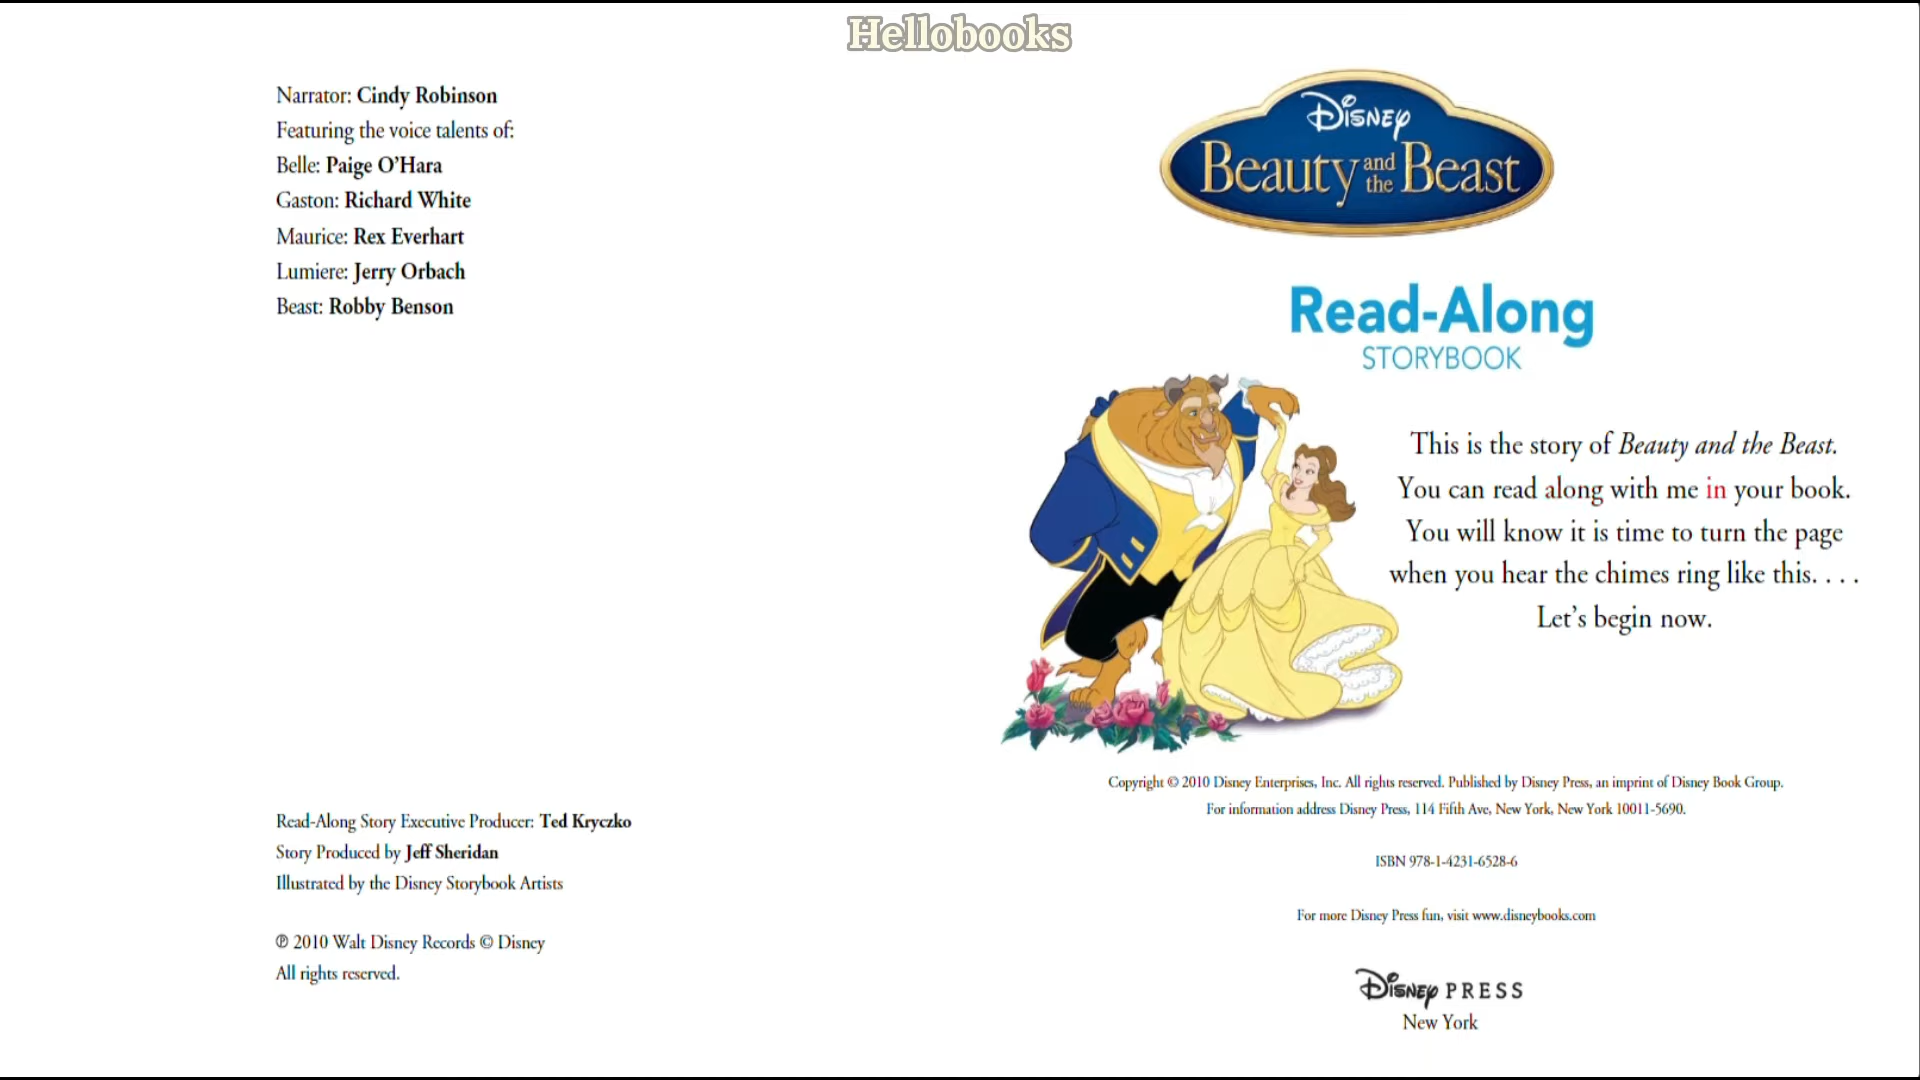 Hellobooks
Narrator: Cindy Robinson
Featuring the voice talents of:
Belle: Paige O’Hara
Gaston: Richard White
Maurice: Rex Everhart
Lumiere: Jerry Orbach
Beast: Robby Benson
Read-Along Story Executive Producer: Ted Kryczko
Story Produced by Jeff Sheridan
Illustrated by the Disney Storybook Artists
℗ 2010 Walt Disney Records © Disney
All rights reserved.
Disney
Beauty and the Beast
Read-Along
STORYBOOK
This is the story of Beauty and the Beast.
You can read along with me in your book.
You will know it is time to turn the page
when you hear the chimes ring like this. . . .
Let’s begin now.
Copyright © 2010 Disney Enterprises, Inc. All rights reserved. Published by Disney Press, an imprint of Disney Book Group.
For information address Disney Press, 114 Fifth Ave, New York, New York 10011-5690.
ISBN 978-1-4231-6528-6
For more Disney Press fun, visit www.disneybooks.com
Disney PRESS
New York